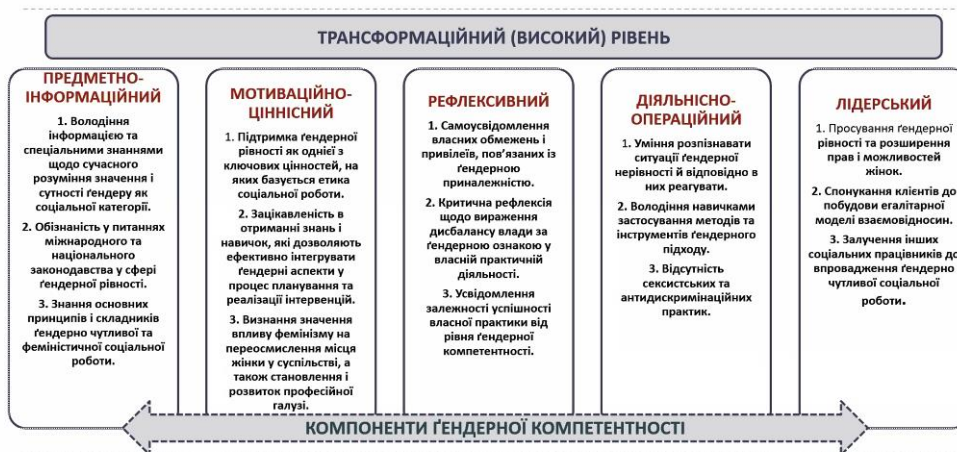 ТРАНСФОРМАЦІЙНИЙ (ВИСОКИЙ) РІВЕНЬ
ПРЕДМЕТНО-
ІНФОРМАЦІЙНИЙ
1. Володіння
інформацією та
спеціальними знаннями
щодо сучасного
розуміння значення і
сутності ґендеру як
соціальної категорії.
2. Обізнаність у питаннях
міжнародного та
національного
законодавства у сфері
ґендерної рівності.
3. Знання основних
принципів і складників
ґендерно чутливої та
феміністичної соціальної
роботи.
МОТИВАЦІЙНО-
ЦІННІСНИЙ
1. Підтримка ґендерної
рівності як однієї з
ключових цінностей, на
яких базується етика
соціальної роботи.
2. Зацікавленість в
отриманні знань і
навичок, які дозволяють
ефективно інтегрувати
ґендерні аспекти у
процес планування та
реалізації інтервенцій.
3. Визнання значення
впливу фемінізму на
переосмислення місця
жінки у суспільстві, а
також становлення і
розвиток професійної
галузі.
РЕФЛЕКСИВНИЙ
1. Самоусвідомлення
власних обмежень і
привілеїв, пов’язаних із
ґендерною
приналежністю.
2. Критична рефлексія
щодо вираження
дисбалансу влади за
ґендерною ознакою у
власній практичній
діяльності.
3. Усвідомлення
залежності успішності
власної практики від
рівня ґендерної
компетентності.
ДІЯЛЬНІСНО-
ОПЕРАЦІЙНИЙ
1. Уміння розпізнавати
ситуації ґендерної
нерівності й відповідно в
них реагувати.
2. Володіння навичками
застосування методів та
інструментів ґендерного
підходу.
3. Відсутність
сексистських та
антидискримінаційних
практик.
ЛІДЕРСЬКИЙ
1. Просування ґендерної
рівності та розширення
прав і можливостей
жінок.
2. Спонукання клієнтів до
побудови егалітарної
моделі взаємовідносин.
3. Залучення інших
соціальних працівників до
впровадження ґендерно
чутливої соціальної
роботи.
КОМПОНЕНТИ ҐЕНДЕРНОЇ КОМПЕТЕНТНОСТІ